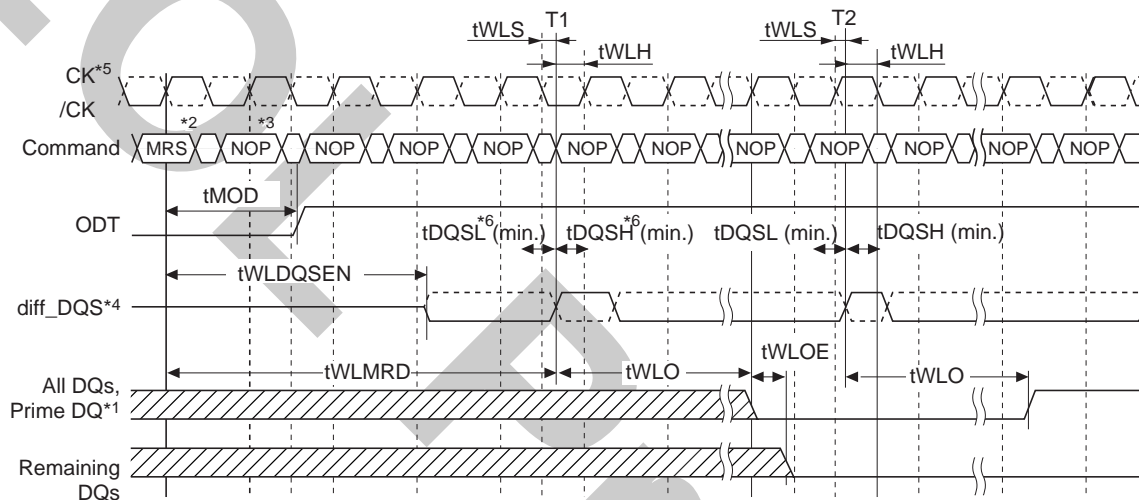 T1 T2
tWLS tWLS
tWLH tWLH
CK*5
/CK
*2 *3
Command MRS NOP NOP NOP NOP NOP NOP NOP NOP NOP NOP NOP
tMOD
ODT
tDQSL*6(min.) tDQSH*6(min.) tDQSL (min.) tDQSH (min.)
tWLDQSEN
diff_DQS*4
tWLOE
tWLMRD tWLO tWLO
All DQs,
Prime DQ*1
Remaining
DQs